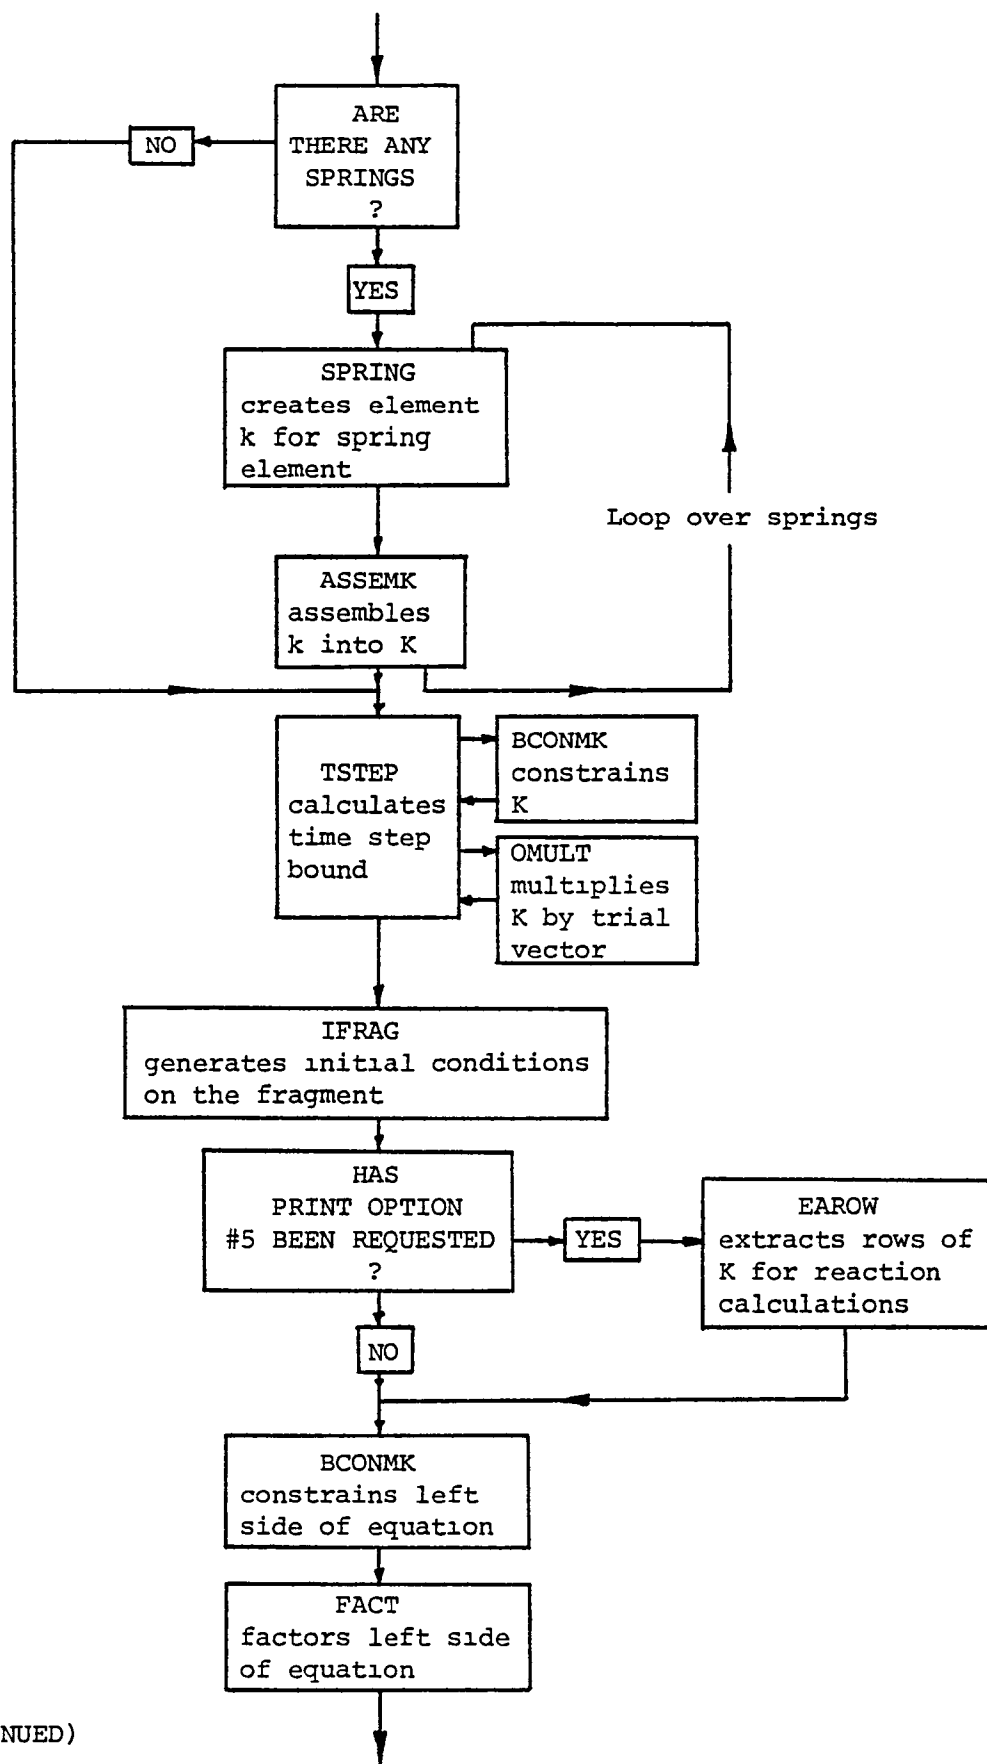 ARE
THERE ANY
SPRINGS
?
NO
YES
SPRING
creates element
k for spring
element
Loop over springs
ASSEMK
assembles
k into K
TSTEP
calculates
time step
bound
BCONMK
constrains
K
OMULT
multiplies
K by trial
vector
IFRAG
generates initial conditions
on the fragment
HAS
PRINT OPTION
#5 BEEN REQUESTED
?
YES
EAROW
extracts rows of
K for reaction
calculations
NO
BCONMK
constrains left
side of equation
FACT
factors left side
of equation
NUED)